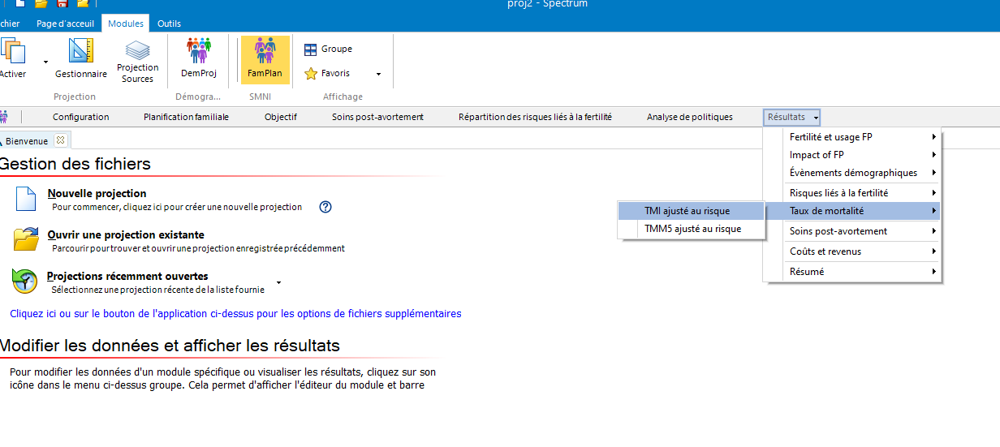 proj2 - Spectrum
chier Page d'acceuil Modules Outils
Activer
Gestionnaire
Projection
Sources
DemProj
FamPlan
Groupe
Favoris
Projection Démogra... SMNI Affichage
Configuration Planification familiale Objectif Soins post-avortement Répartition des risques liés à la fertilité Analyse de politiques Résultats
Bienvenue
Fertilité et usage FP
Impact of FP
Évènements démographiques
Risques liés à la fertilité
Taux de mortalité
Soins post-avortement
Coûts et revenus
Résumé
TMI ajusté au risque
TMM5 ajusté au risque
Gestion des fichiers
Nouvelle projection
Pour commencer, cliquez ici pour créer une nouvelle projection
?
Ouvrir une projection existante
Parcourir pour trouver et ouvrir une projection enregistrée précédemment
Projections récemment ouvertes
Sélectionnez une projection récente de la liste fournie
Cliquez ici ou sur le bouton de l'application ci-dessus pour les options de fichiers supplémentaires
Modifier les données et afficher les résultats
Pour modifier les données d'un module spécifique ou visualiser les résultats, cliquez sur son
icône dans le menu ci-dessus groupe. Cela permet d'afficher l'éditeur du module et barre